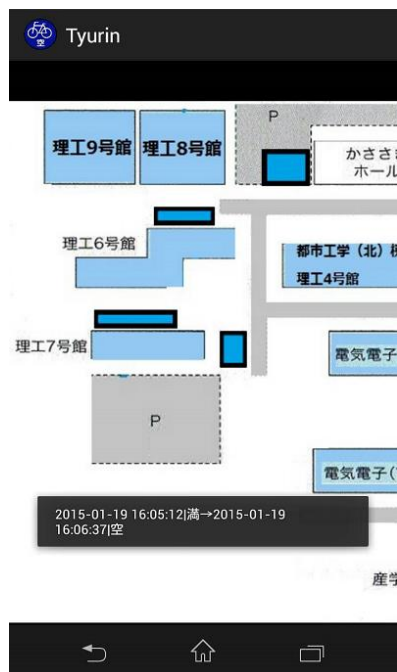 空
Tyurin
P
理工9号館
理工8号館
かささ
ホール
理工6号館
都市工学（北）
理工4号館
理工7号館
電気電子
P
電気電子(
2015-01-19 16:05:12|満→2015-01-19
16:06:37|空
産学